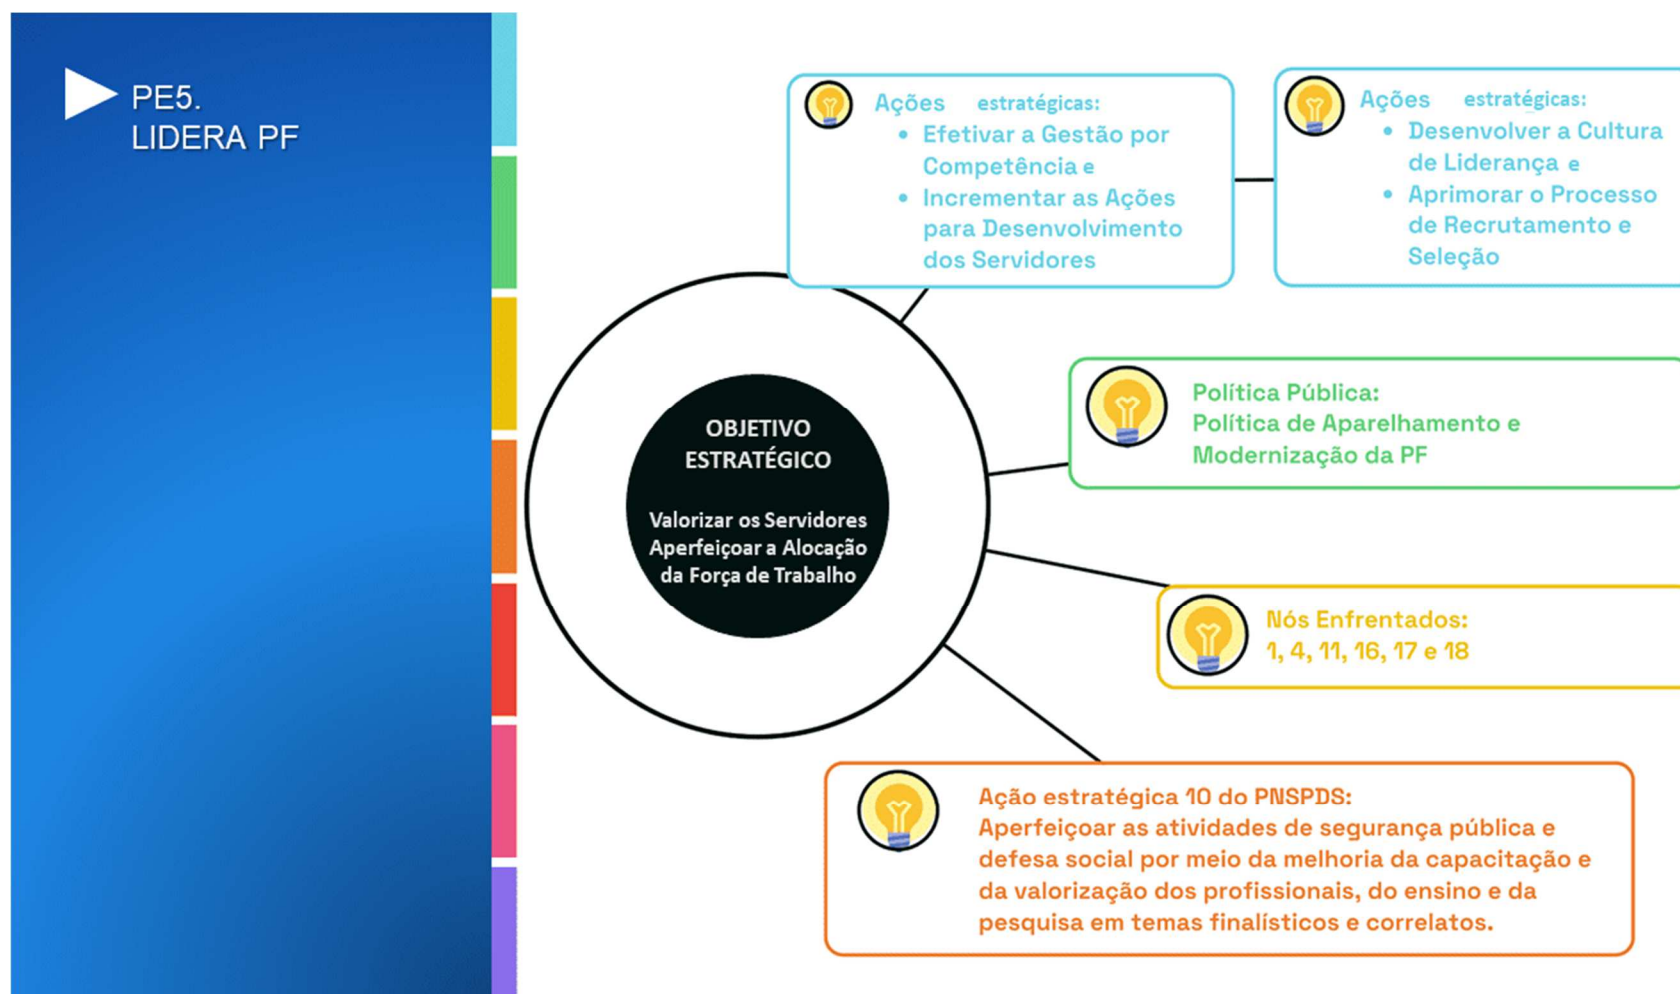 PE5.
LIDERA PF
Ações estratégicas:
• Efetivar a Gestão por
Competência e
• Incrementar as Ações
para Desenvolvimento
dos Servidores
Ações estratégicas:
• Desenvolver a Cultura
de Liderança e
• Aprimorar o Processo
de Recrutamento e
Seleção
OBJETIVO
ESTRATÉGICO
Valorizar os Servidores
Aperfeiçoar a Alocação
da Força de Trabalho
Política Pública:
Política de Aparelhamento e
Modernização da PF
Nós Enfrentados:
1, 4, 11, 16, 17 e 18
Ação estratégica 10 do PNSPDS:
Aperfeiçoar as atividades de segurança pública e
defesa social por meio da melhoria da capacitação e
da valorização dos profissionais, do ensino e da
pesquisa em temas finalísticos e correlatos.